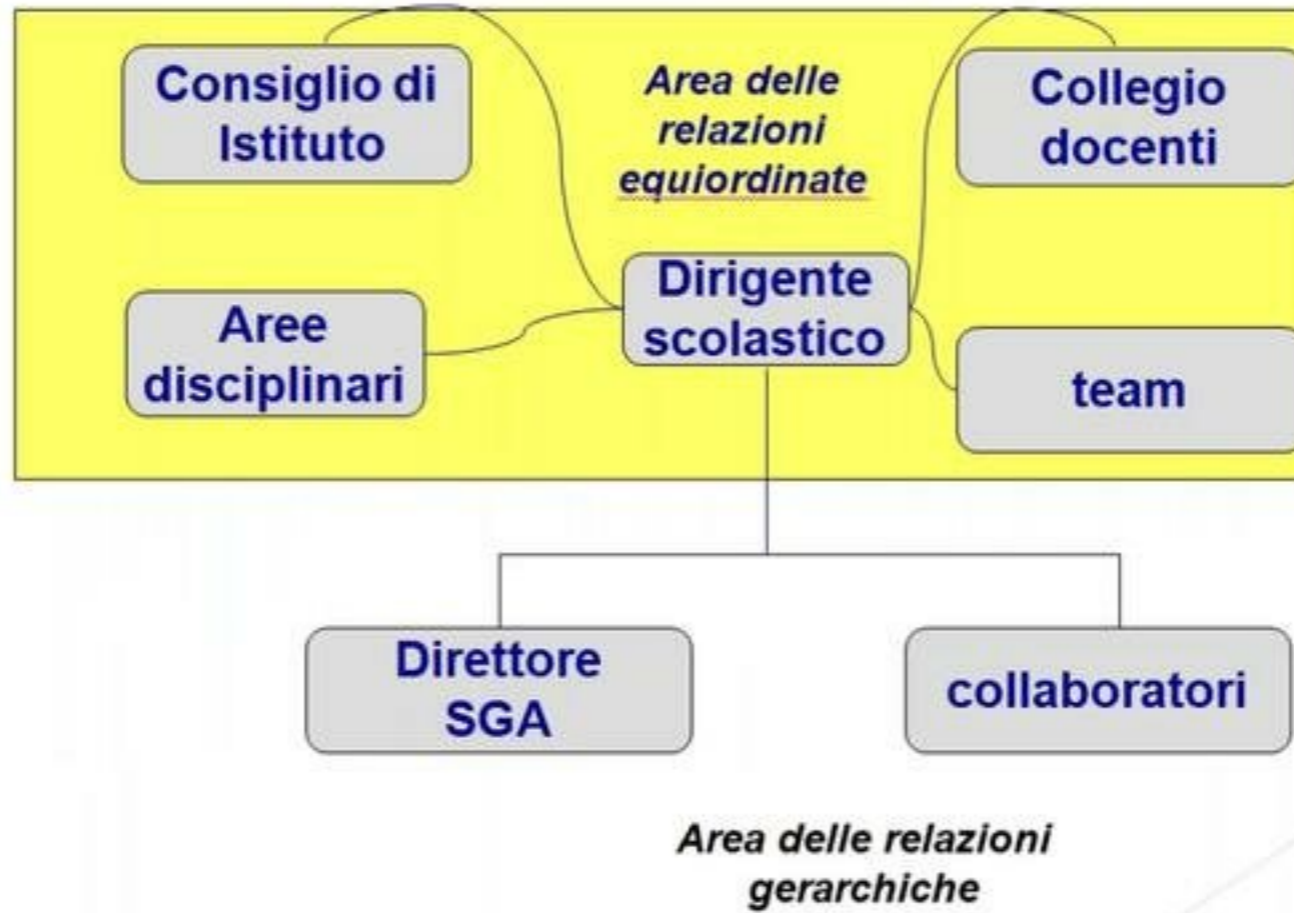 Consiglio di
Istituto
Area delle
relazioni
equiordinate
Collegio
docenti
Aree
disciplinari
Dirigente
scolastico
team
Direttore
SGA
collaboratori
Area delle relazioni
gerarchiche